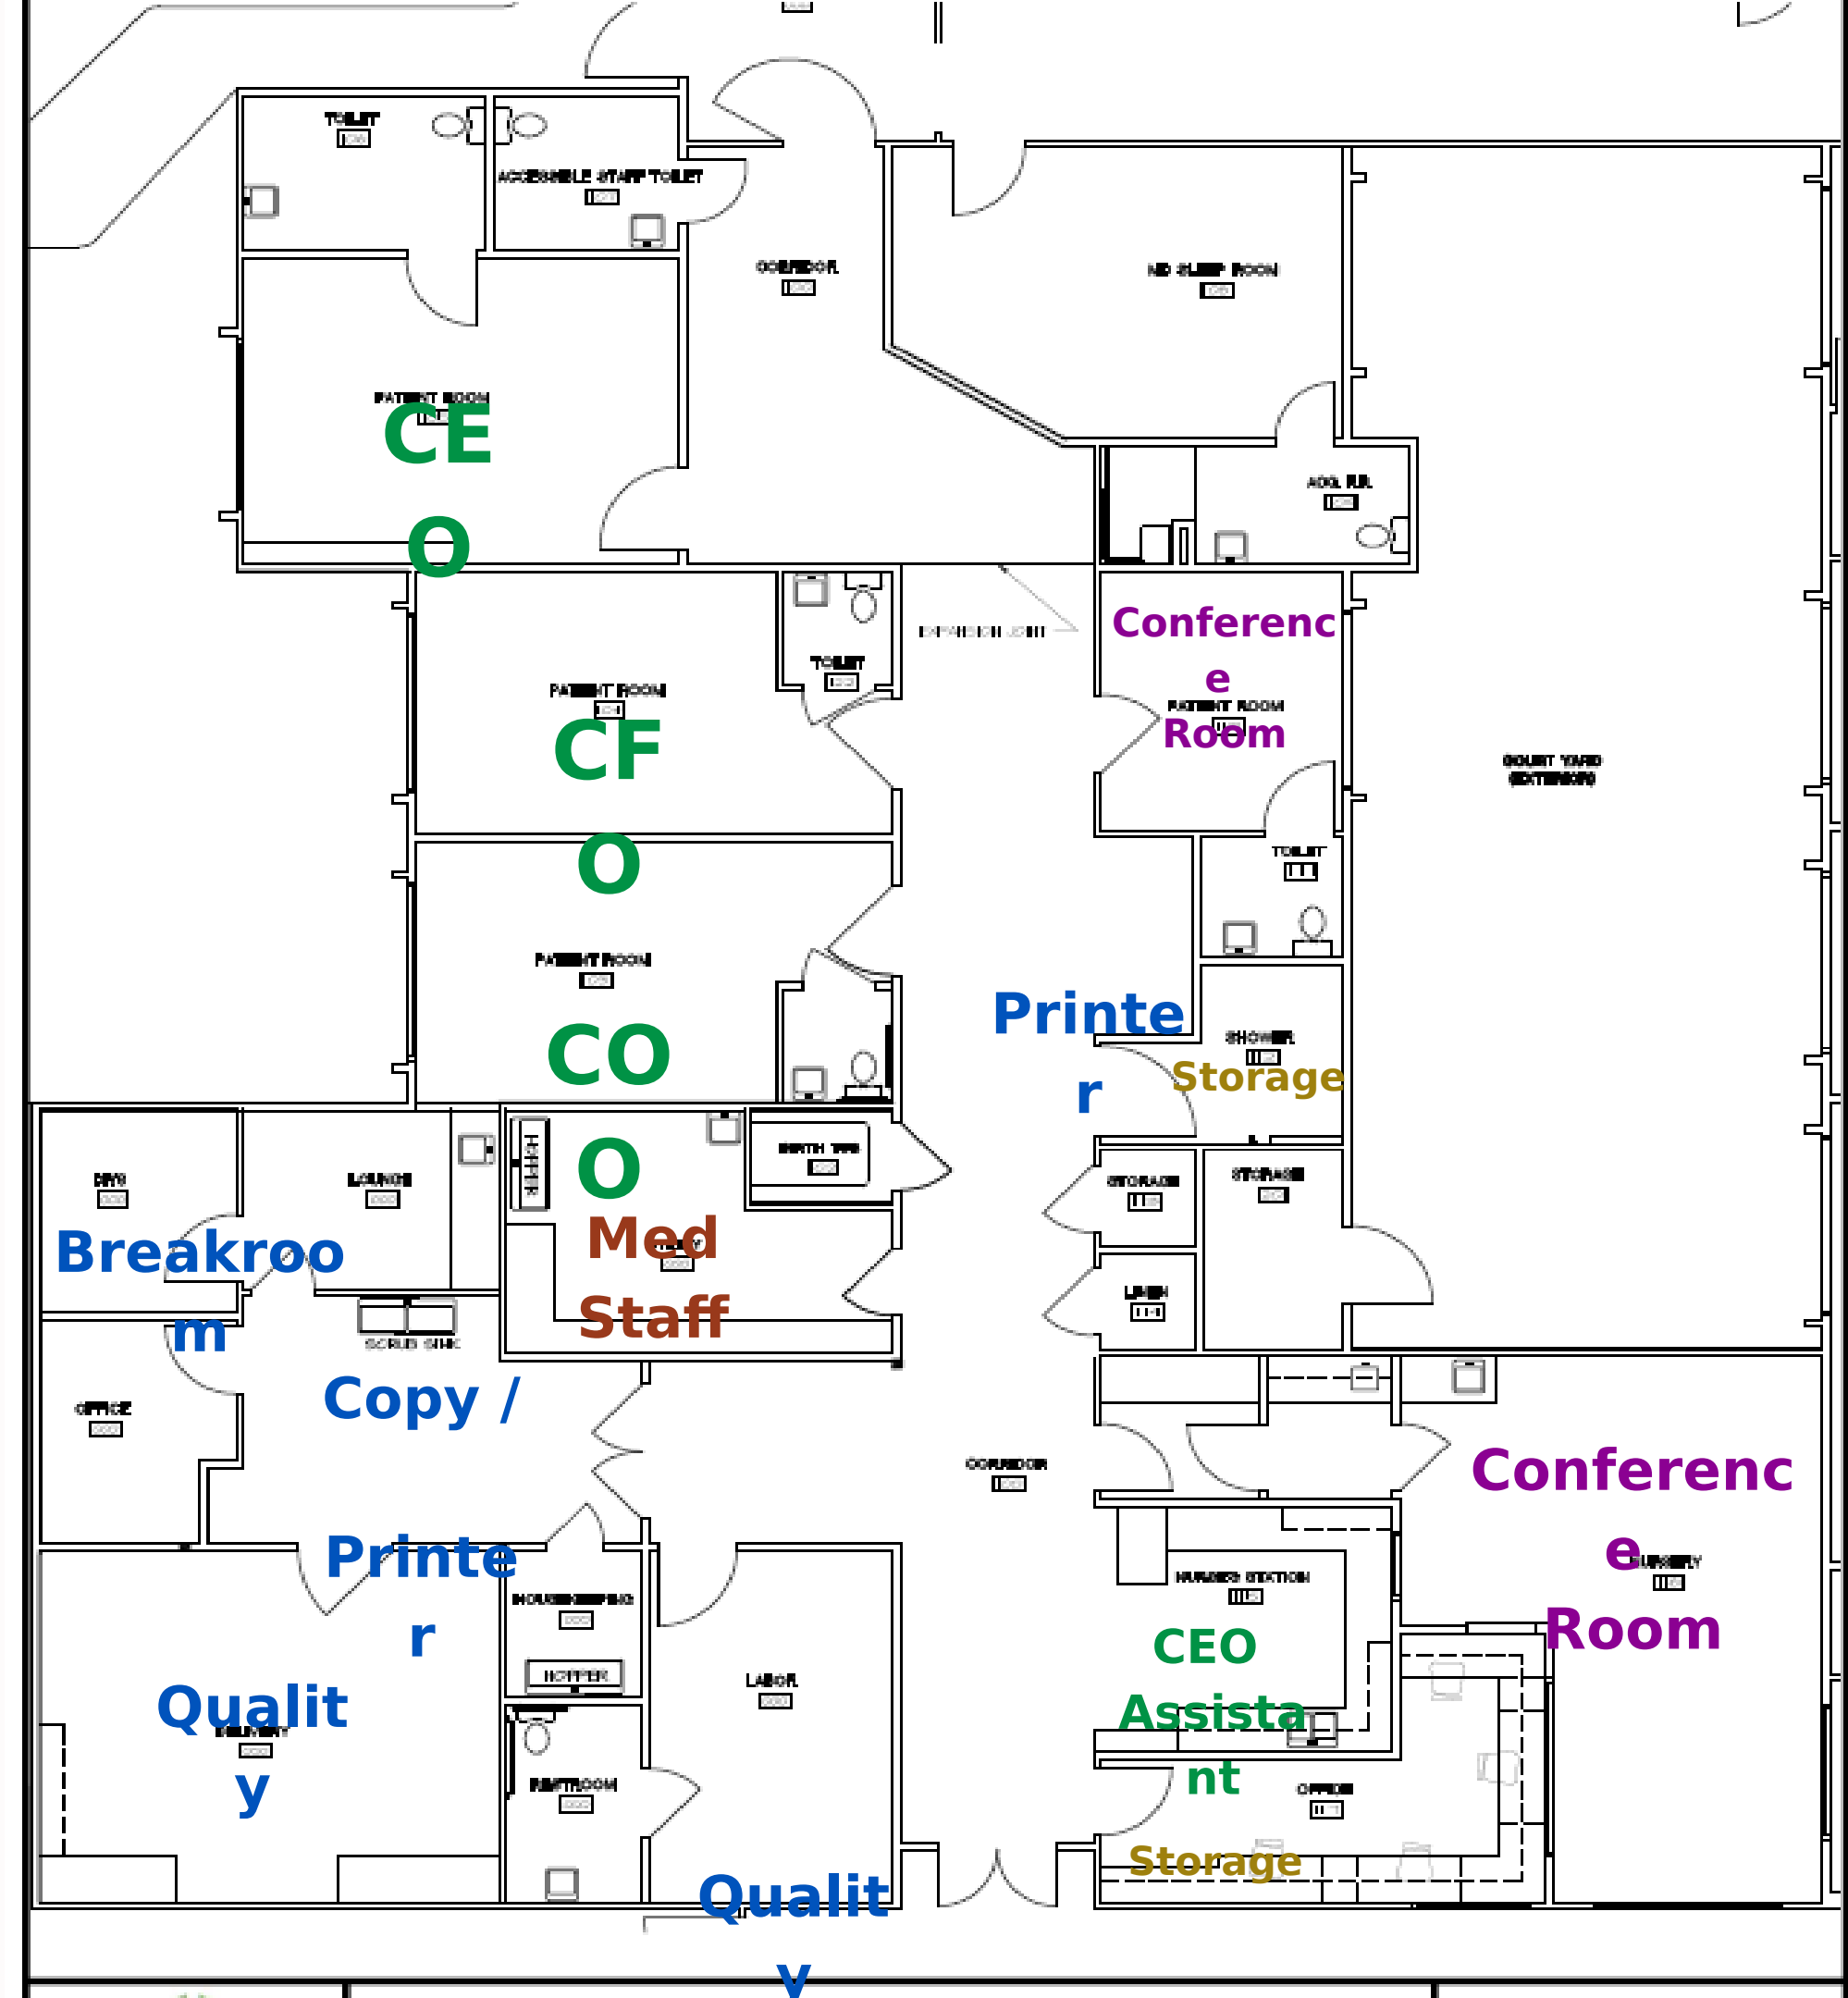 TOILET
ACCESSIBLE STAFF TOILET
CORRIDOR
MD SLEEP ROOM
PATIENT ROOM
CE
O
ACC. R.R.
EXPANSION JOINT
TOILET
PATIENT ROOM
CF
O
Conferenc
e
PATIENT ROOM
Room
COURT YARD
(EXTERIOR)
TOILET
PATIENT ROOM
CO
O
Printe
r
SHOWER
Storage
LOUNGE
HOPPER
BIRTH TUB
STORAGE
STORAGE
Breakroo
m
Med
Staff
LINEN
SCRUB SINK
OFFICE
Copy /
Printe
r
CORRIDOR
Conferenc
e
NURSERY
Room
HOUSEKEEPING
HOPPER
NURSES STATION
LABOR
CEO
Assista
nt
Qualit
DELIVERY
y
RESTROOM
OFFICE
Storage
Qualit
y